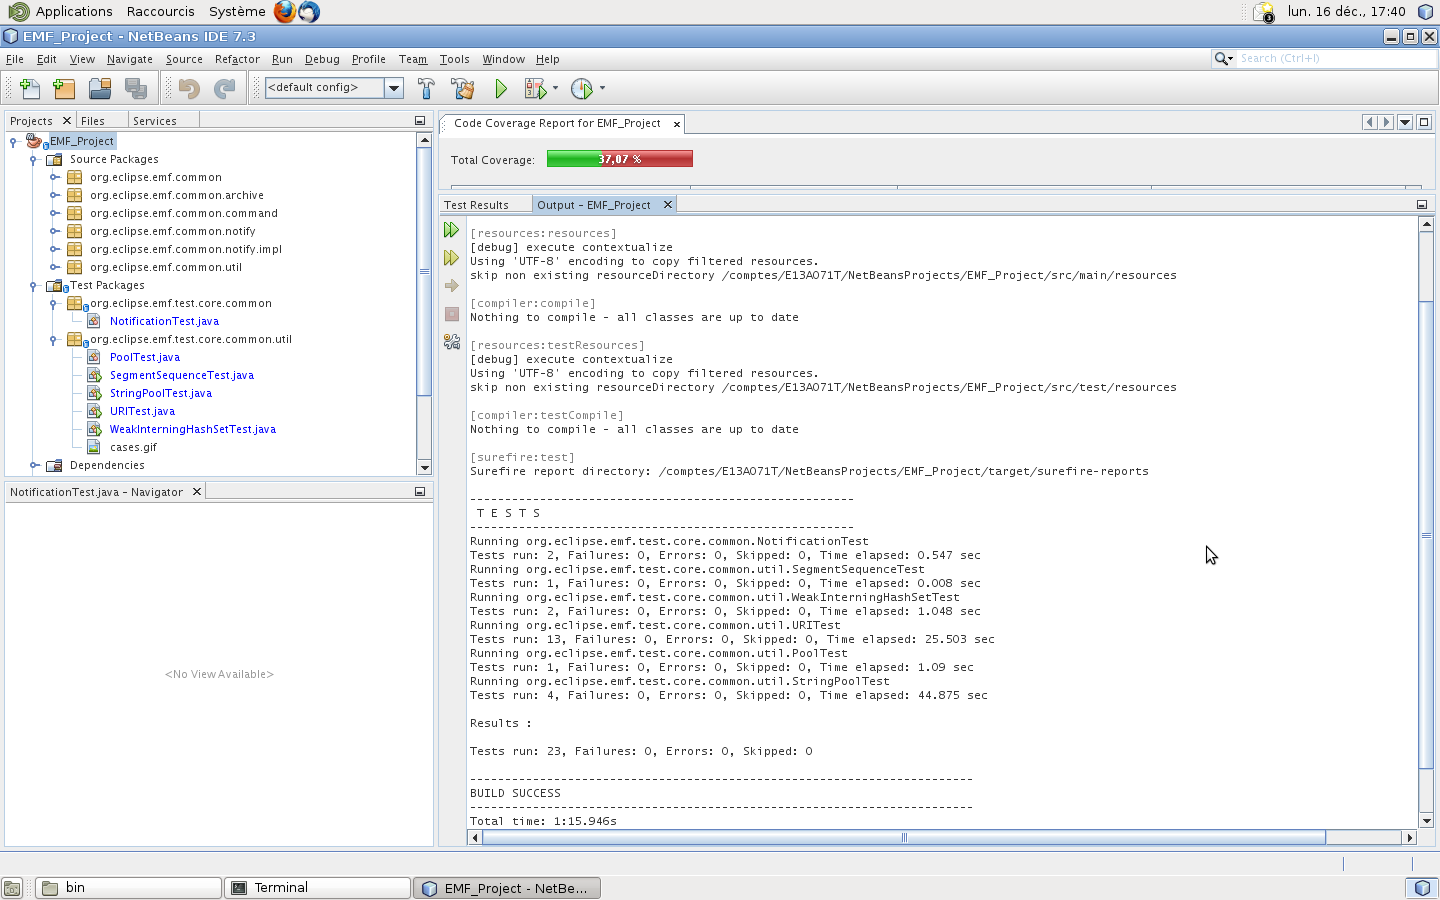 Applications Raccourcis Système lun. 16 déc., 17:40
EMF_Project - NetBeans IDE 7.3
File Edit View Navigate Source Refactor Run Debug Profile Team Tools Window Help Search (Ctrl+I)
<default config>
Projects Files Services
EMF_Project
Source Packages
org.eclipse.emf.common
org.eclipse.emf.common.archive
org.eclipse.emf.common.command
org.eclipse.emf.common.notify
org.eclipse.emf.common.notify.impl
org.eclipse.emf.common.util
Test Packages
org.eclipse.emf.test.core.common
NotificationTest.java
org.eclipse.emf.test.core.common.util
PoolTest.java
SegmentSequenceTest.java
StringPoolTest.java
URITest.java
WeakInterningHashSetTest.java
cases.gif
Dependencies
NotificationTest.java - Navigator
<No View Available>
Code Coverage Report for EMF_Project
Total Coverage: 37,07 %
Test Results Output - EMF_Project
[resources:resources]
[debug] execute contextualize
Using 'UTF-8' encoding to copy filtered resources.
skip non existing resourceDirectory /comptes/E13A071T/NetBeansProjects/EMF_Project/src/main/resources
[compiler:compile]
Nothing to compile - all classes are up to date
[resources:testResources]
[debug] execute contextualize
Using 'UTF-8' encoding to copy filtered resources.
skip non existing resourceDirectory /comptes/E13A071T/NetBeansProjects/EMF_Project/src/test/resources
[compiler:testCompile]
Nothing to compile - all classes are up to date
[surefire:test]
Surefire report directory: /comptes/E13A071T/NetBeansProjects/EMF_Project/target/surefire-reports
-------------------------------------------------------
T E S T S
-------------------------------------------------------
Running org.eclipse.emf.test.core.common.NotificationTest
Tests run: 2, Failures: 0, Errors: 0, Skipped: 0, Time elapsed: 0.547 sec
Running org.eclipse.emf.test.core.common.util.SegmentSequenceTest
Tests run: 1, Failures: 0, Errors: 0, Skipped: 0, Time elapsed: 0.008 sec
Running org.eclipse.emf.test.core.common.util.WeakInterningHashSetTest
Tests run: 2, Failures: 0, Errors: 0, Skipped: 0, Time elapsed: 1.048 sec
Running org.eclipse.emf.test.core.common.util.URITest
Tests run: 13, Failures: 0, Errors: 0, Skipped: 0, Time elapsed: 25.503 sec
Running org.eclipse.emf.test.core.common.util.PoolTest
Tests run: 1, Failures: 0, Errors: 0, Skipped: 0, Time elapsed: 1.09 sec
Running org.eclipse.emf.test.core.common.util.StringPoolTest
Tests run: 4, Failures: 0, Errors: 0, Skipped: 0, Time elapsed: 44.875 sec
Results :
Tests run: 23, Failures: 0, Errors: 0, Skipped: 0
------------------------------------------------------------------------
BUILD SUCCESS
------------------------------------------------------------------------
Total time: 1:15.946s
bin Terminal EMF_Project - NetBe...